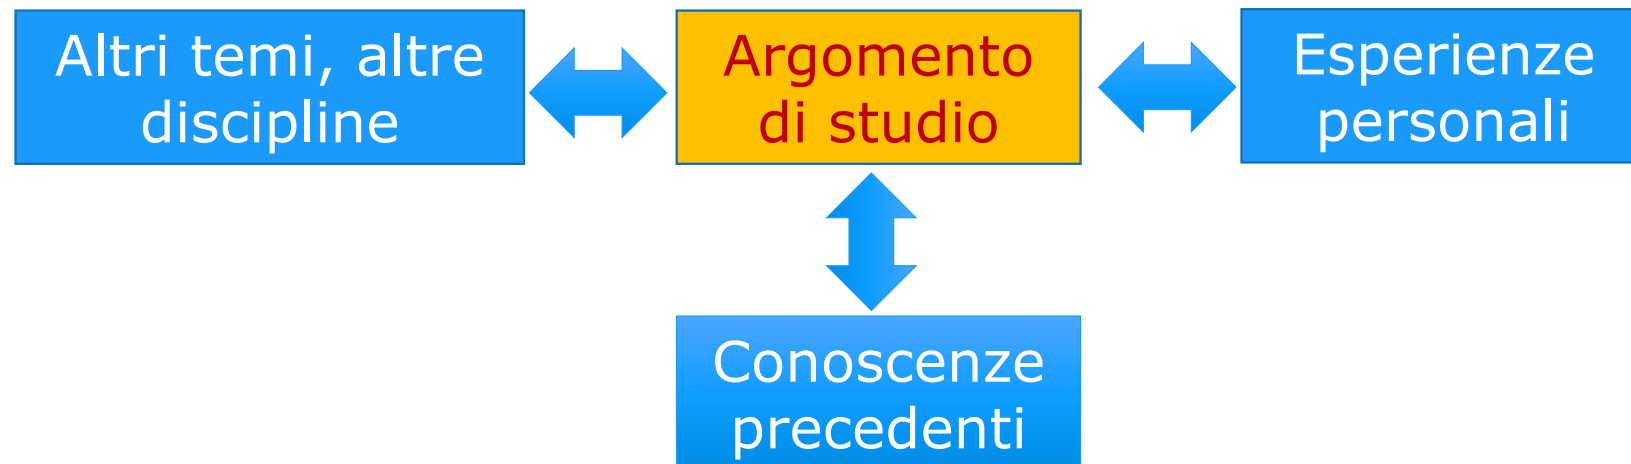 Altri temi, altre
discipline
Argomento
di studio
Esperienze
personali
Conoscenze
precedenti